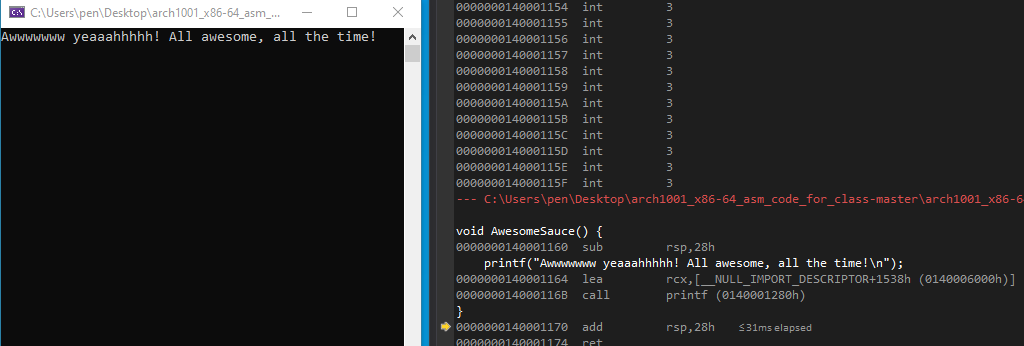 C:\Users\pen\Desktop\arch1001_x86-64_asm_...
Awwwwwww yeaaahhhhh! All awesome, all the time!
0000000140001154 int 3
0000000140001155 int 3
0000000140001156 int 3
0000000140001157 int 3
0000000140001158 int 3
0000000140001159 int 3
000000014000115A int 3
000000014000115B int 3
000000014000115C int 3
000000014000115D int 3
000000014000115E int 3
000000014000115F int 3
--- C:\Users\pen\Desktop\arch1001_x86-64_asm_code_for_class-master\arch1001_x86-6
void AwesomeSauce() {
0000000140001160 sub rsp,28h
printf("Awwwwwww yeaaahhhhh! All awesome, all the time!\n");
0000000140001164 lea rcx,[__NULL_IMPORT_DESCRIPTOR+1538h (0140006000h)]
000000014000116B call printf (0140001280h)
}
0000000140001170 add rsp,28h ≤31ms elapsed
0000000140001174 ret